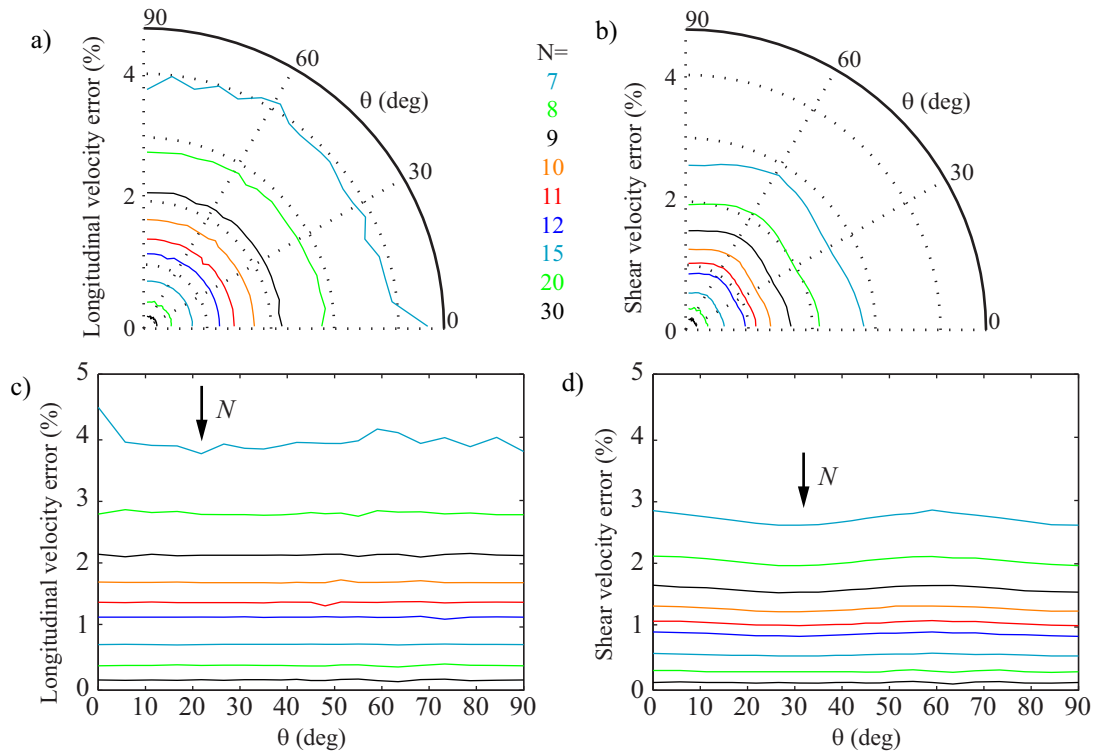 a)
90
60
30
0
θ (deg)
Longitudinal velocity error (%)
4
2
0
N=
7
8
9
10
11
12
15
20
30
b)
90
60
30
0
θ (deg)
Shear velocity error (%)
4
2
0
c)
Longitudinal velocity error (%)
5
4
3
2
1
0
N
0 10 20 30 40 50 60 70 80 90
θ (deg)
d)
Shear velocity error (%)
5
4
3
2
1
0
N
0 10 20 30 40 50 60 70 80 90
θ (deg)